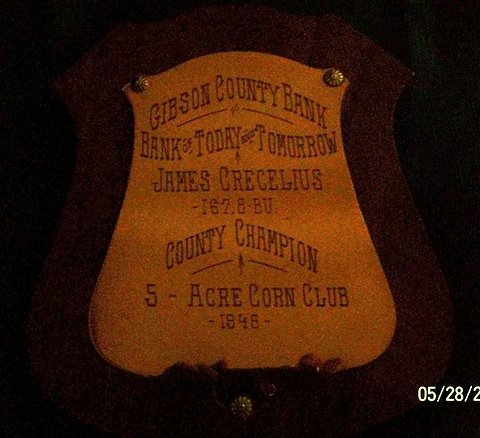 GIBSON COUNTY BANK
BANK OF TODAY AND TOMORROW
JAMES CRECELIUS
-167.8-BU.
COUNTY CHAMPION
5 - ACRE CORN CLUB
-1946-
05/28/2